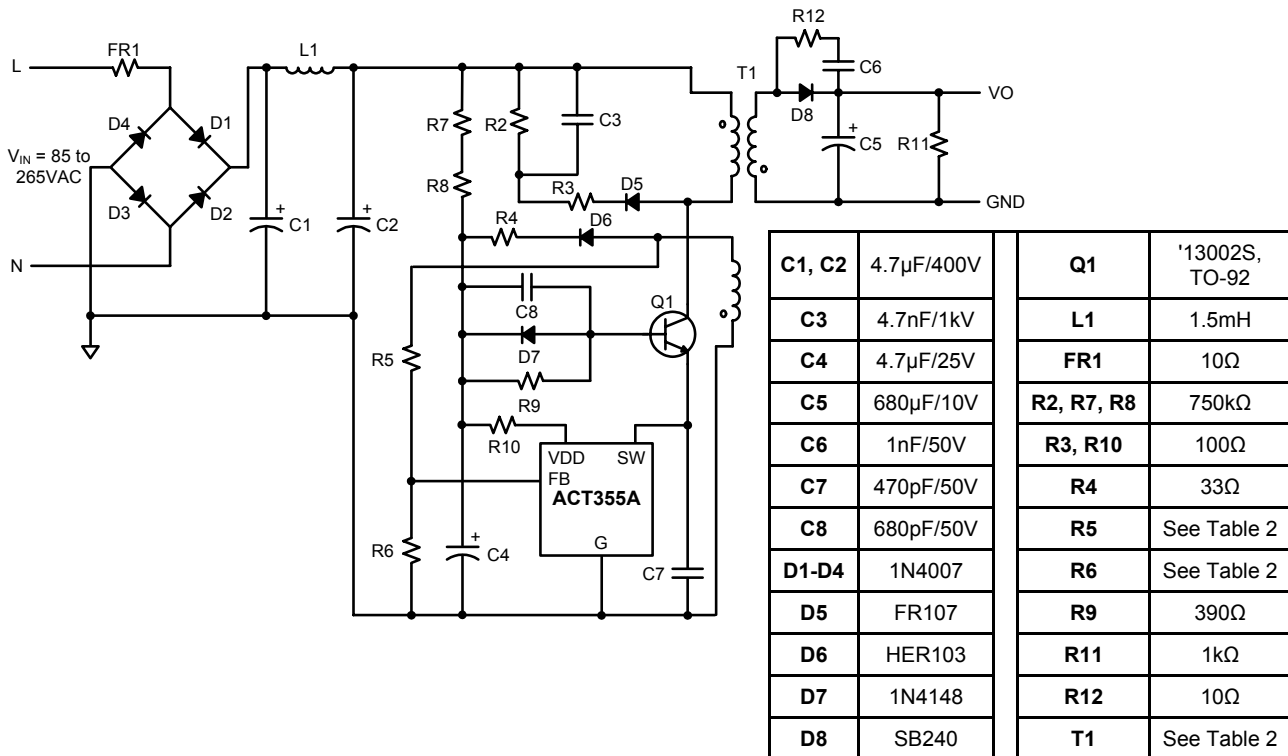 R12
FR1
L1
L
C6
T1
VO
D8
D4
D1
R7
R2
C3
C5
R11
V_IN = 85 to
265VAC
R3
D5
R8
D3
D2
GND
R4
D6
C1
C2
N
Q1
C8
R5
D7
R9
R10
VDD
SW
FB
ACT355A
R6
C4
G
C7
+
+
+
+
C1, C2 4.7µF/400V Q1 '13002S,
TO-92
C3 4.7nF/1kV L1 1.5mH
C4 4.7µF/25V FR1 10Ω
C5 680µF/10V R2, R7, R8 750kΩ
C6 1nF/50V R3, R10 100Ω
C7 470pF/50V R4 33Ω
C8 680pF/50V R5 See Table 2
D1-D4 1N4007 R6 See Table 2
D5 FR107 R9 390Ω
D6 HER103 R11 1kΩ
D7 1N4148 R12 10Ω
D8 SB240 T1 See Table 2